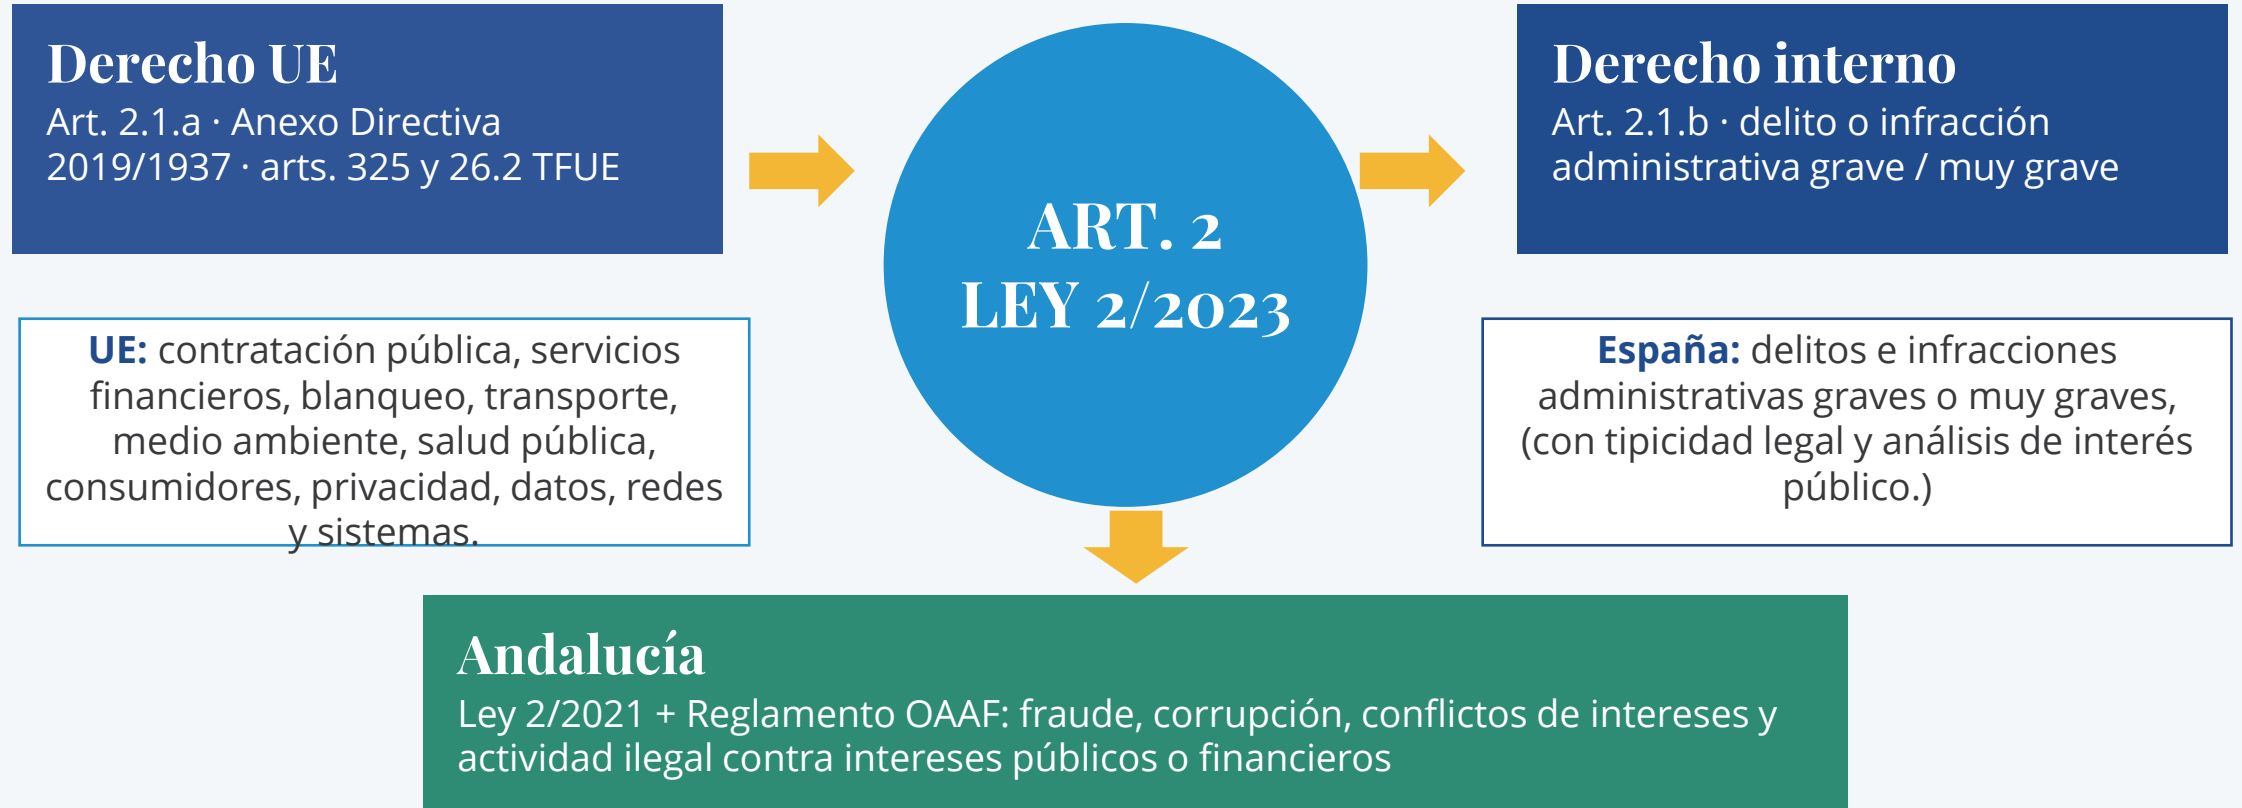 Derecho UE
Art. 2.1.a · Anexo Directiva
2019/1937 · arts. 325 y 26.2 TFUE
UE: contratación pública, servicios
financieros, blanqueo, transporte,
medio ambiente, salud pública,
consumidores, privacidad, datos, redes
y sistemas.
ART. 2
LEY 2/2023
Derecho interno
Art. 2.1.b · delito o infracción
administrativa grave / muy grave
España: delitos e infracciones
administrativas graves o muy graves,
(con tipicidad legal y análisis de interés
público.)
Andalucía
Ley 2/2021 + Reglamento OAAF: fraude, corrupción, conflictos de intereses y
actividad ilegal contra intereses públicos o financieros